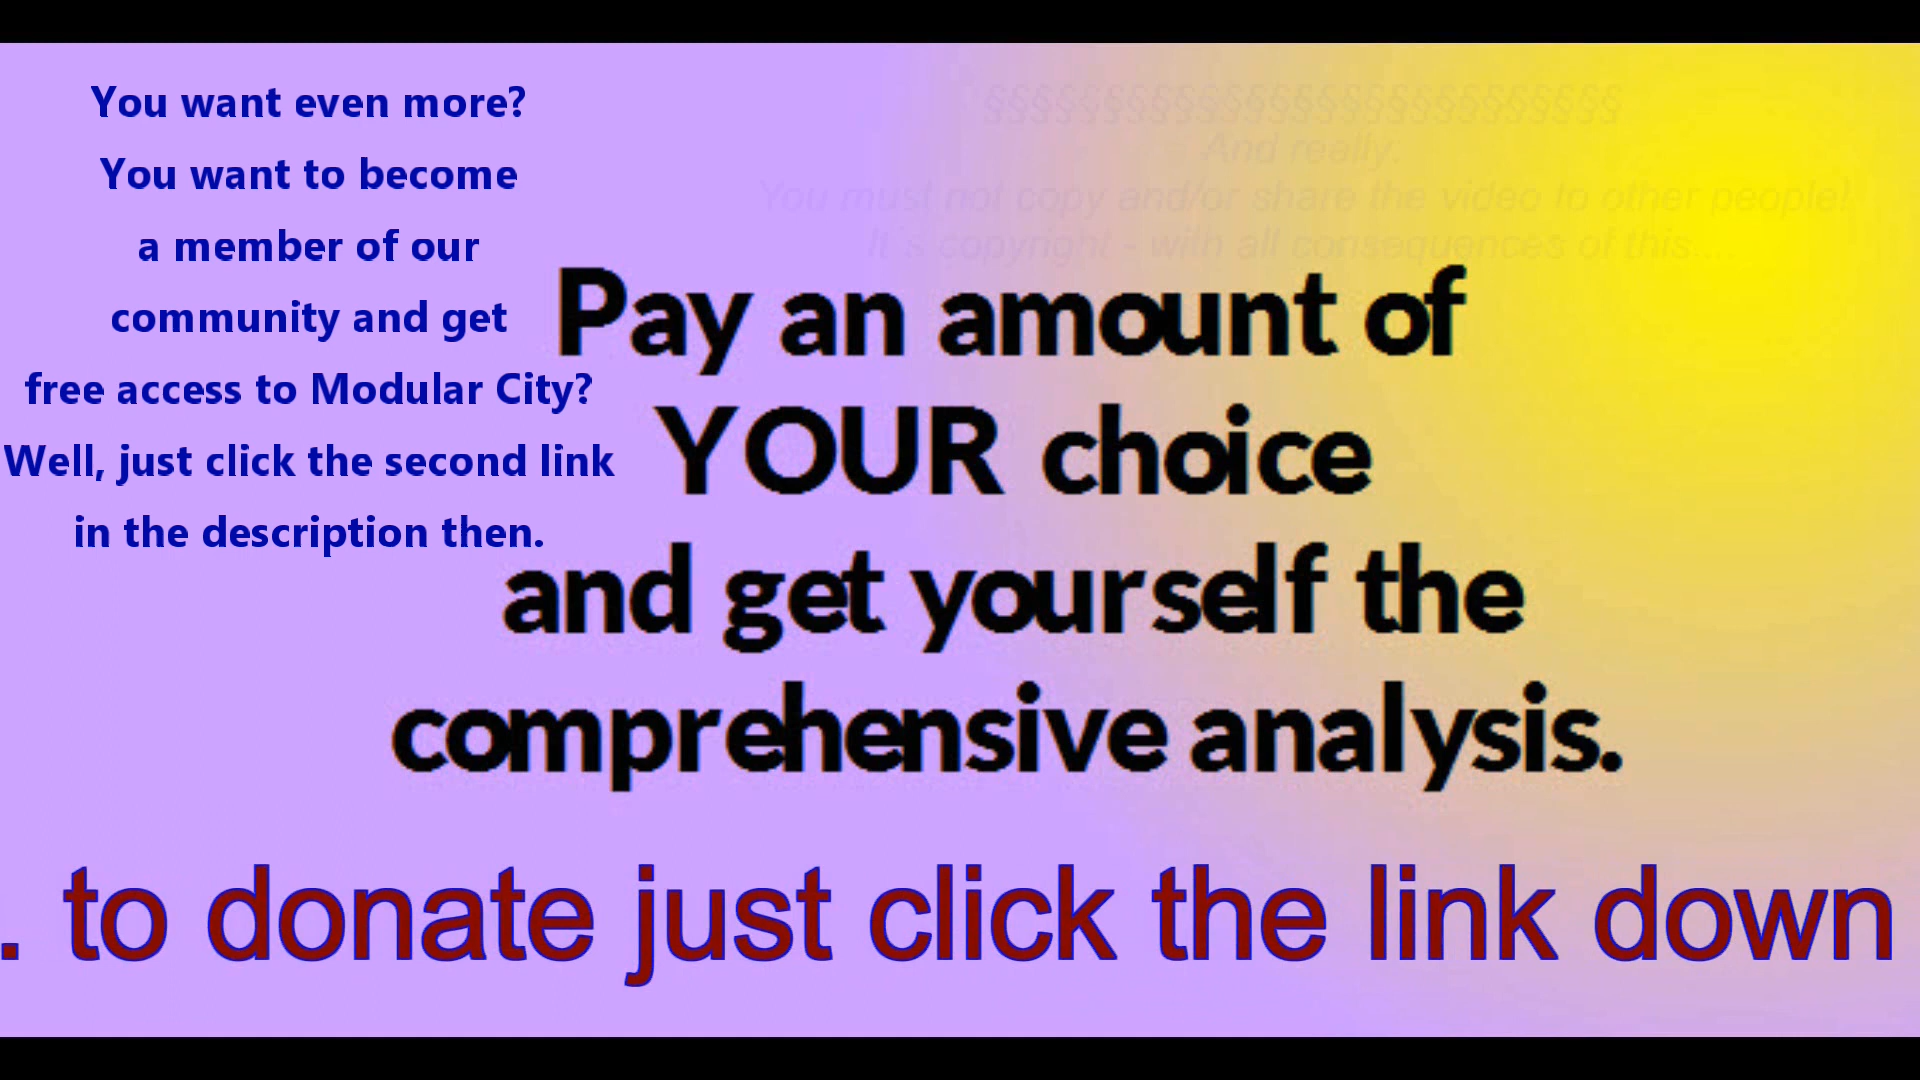 You want even more?
You want to become
a member of our
community and get
free access to Modular City?
Well, just click the second link
in the description then.
§§§§§§§§§§§§§§§§§§§§§§§§§§§
And really.
You must not copy and/or share the video to other people!
It´s copyright - with all consequences of this....
Pay an amount of
YOUR choice
and get yourself the
comprehensive analysis.
. to donate just click the link down